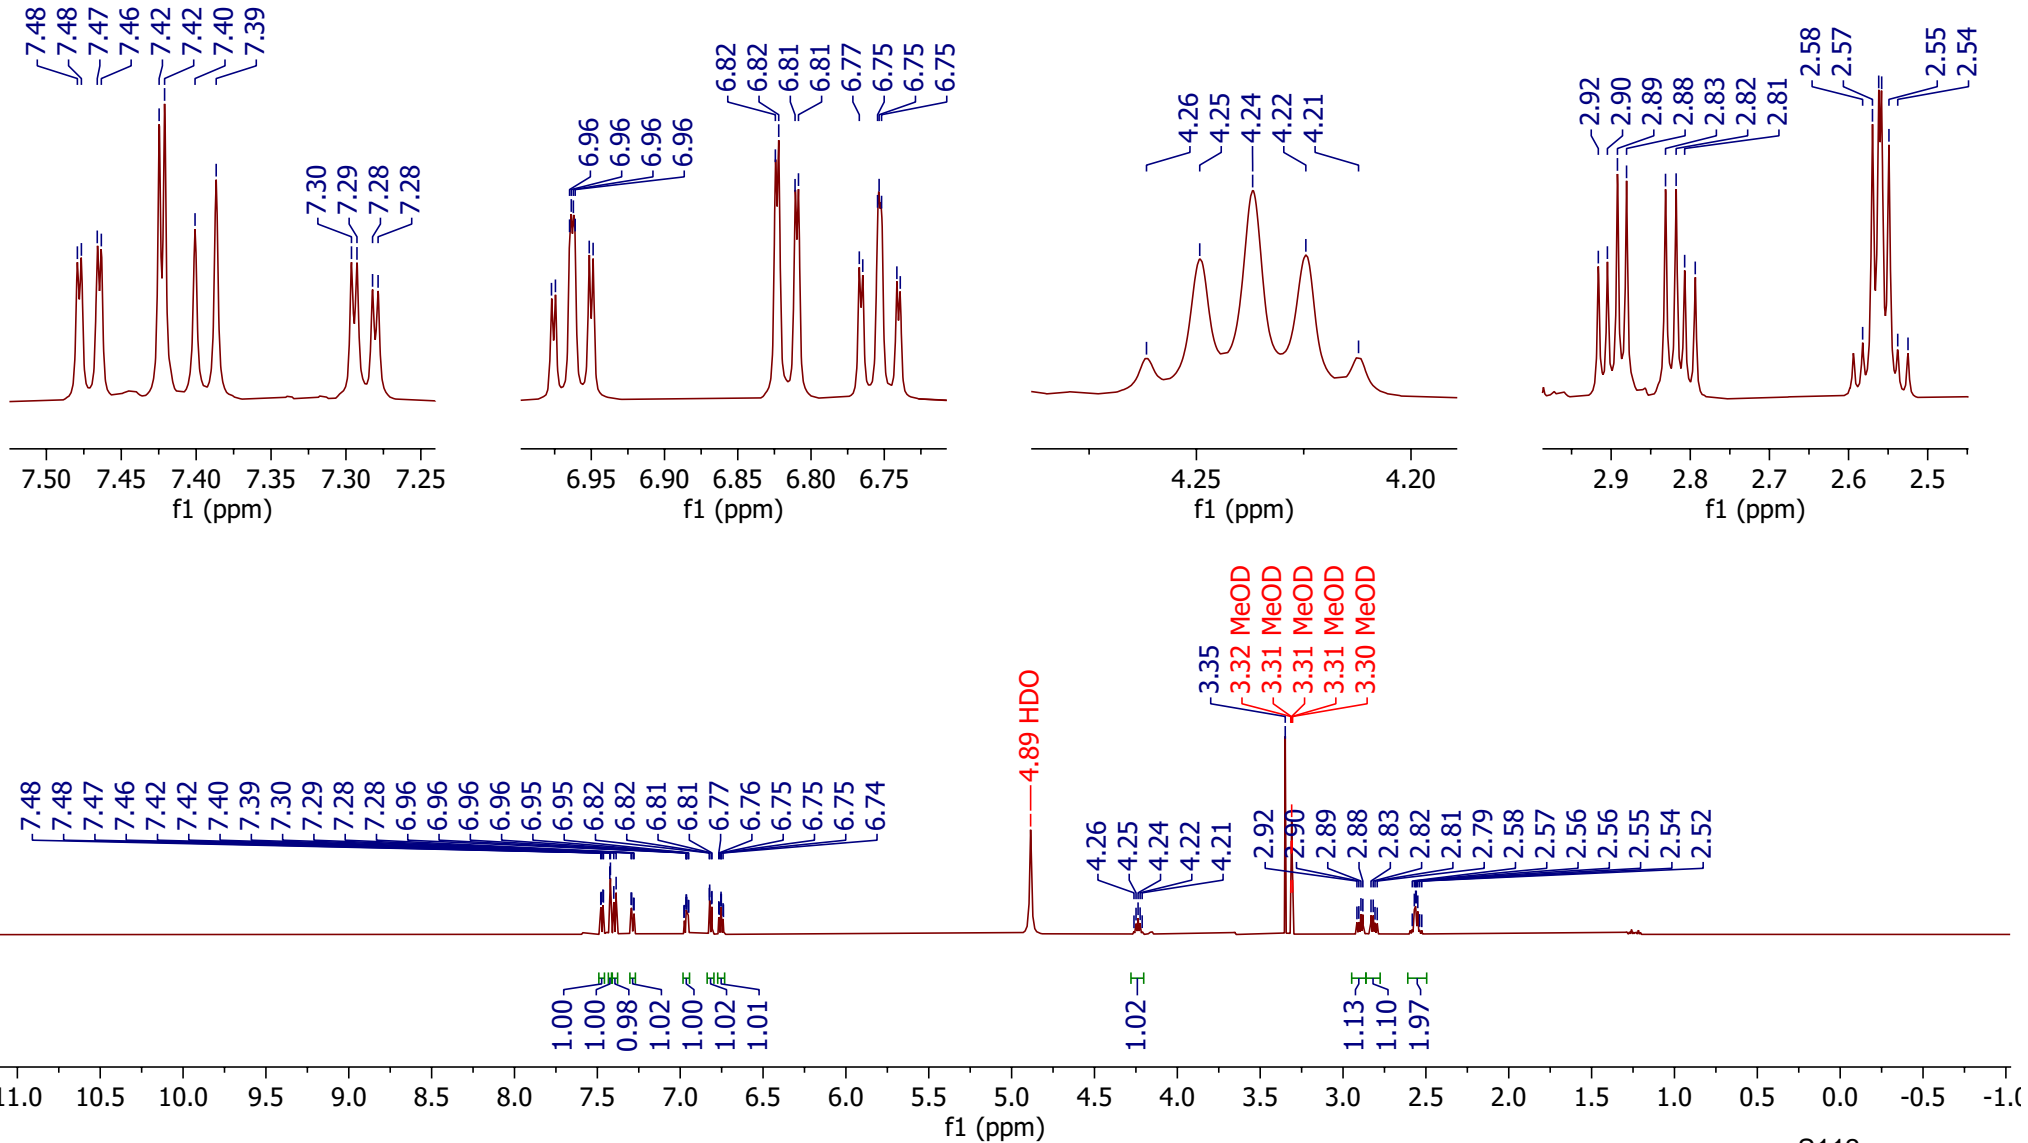 7.48 7.48 7.47 7.46 7.42 7.42 7.40 7.39
7.30 7.29 7.28 7.28
7.50 7.45 7.40 7.35 7.30 7.25
f1 (ppm)
6.96 6.96 6.96 6.96
6.82 6.82 6.81 6.81 6.77 6.75 6.75 6.75
6.95 6.90 6.85 6.80 6.75
f1 (ppm)
4.26 4.25 4.24 4.22 4.21
4.25 4.20
f1 (ppm)
2.92 2.90 2.89 2.88 2.83 2.82 2.81
2.58 2.57 2.55 2.54
2.9 2.8 2.7 2.6 2.5
f1 (ppm)
7.48 7.48 7.47 7.46 7.42 7.42 7.40 7.39 7.30 7.29 7.28 7.28 6.96 6.96 6.96 6.96 6.95 6.95 6.82 6.82 6.81 6.81 6.77 6.76 6.75 6.75 6.75 6.74
4.89 HDO
4.26 4.25 4.24 4.22 4.21
3.35
3.32 MeOD
3.31 MeOD
3.31 MeOD
3.31 MeOD
3.30 MeOD
2.92 2.90 2.89 2.88 2.83 2.82 2.81 2.79 2.58 2.57 2.56 2.56 2.55 2.54 2.52
1.00 1.00 0.98 1.02 1.00 1.02 1.01
1.02
1.13 1.10 1.97
10.5 10.0 9.5 9.0 8.5 8.0 7.5 7.0 6.5 6.0 5.5 5.0 4.5 4.0 3.5 3.0 2.5 2.0 1.5 1.0 0.5 0.0 -0.5
f1 (ppm)